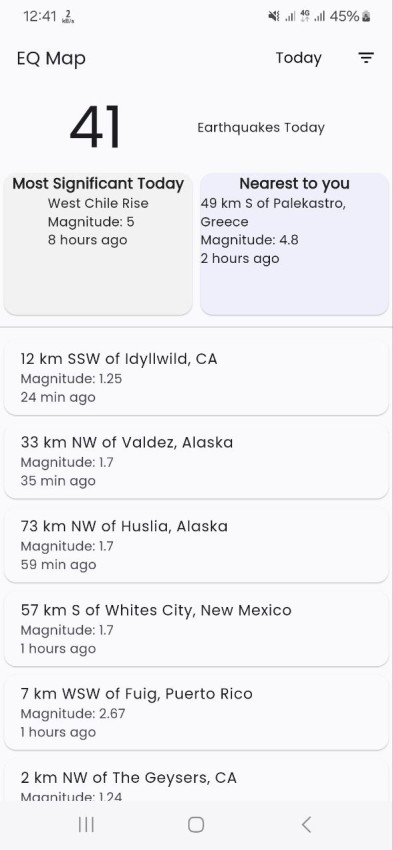 12:41 2 KB/s 4G 45%
EQ Map Today
41 Earthquakes Today
Most Significant Today
West Chile Rise
Magnitude: 5
8 hours ago
Nearest to you
49 km S of Palekastro,
Greece
Magnitude: 4.8
2 hours ago
12 km SSW of Idyllwild, CA
Magnitude: 1.25
24 min ago
33 km NW of Valdez, Alaska
Magnitude: 1.7
35 min ago
73 km NW of Huslia, Alaska
Magnitude: 1.7
59 min ago
57 km S of Whites City, New Mexico
Magnitude: 1.7
1 hours ago
7 km WSW of Fuig, Puerto Rico
Magnitude: 2.67
1 hours ago
2 km NW of The Geysers, CA
Magnitude: 1.24